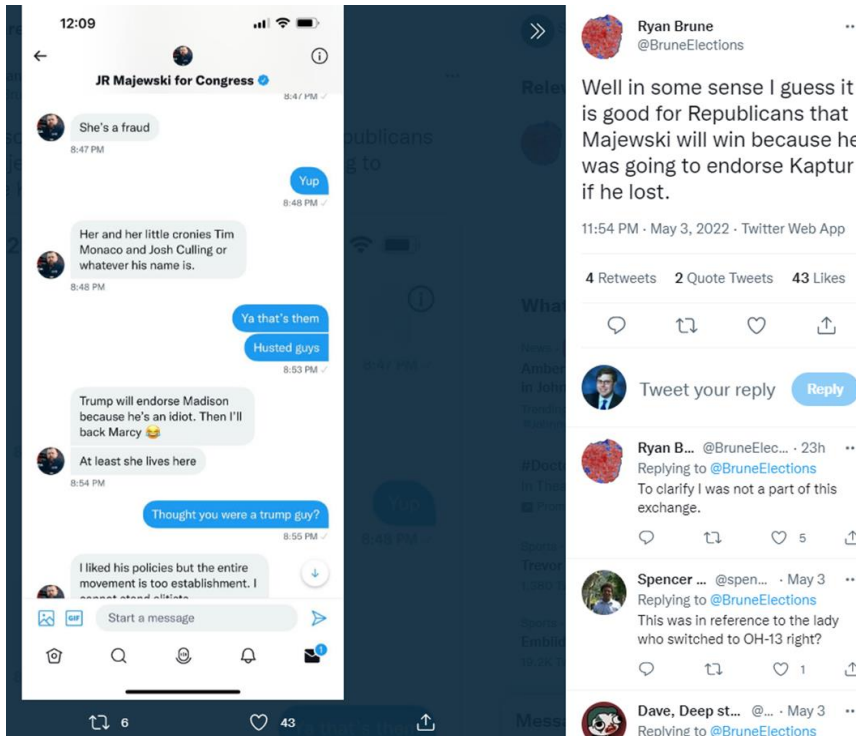 12:09
JR Majewski for Congress
8:47 PM
She's a fraud
8:47 PM
Yup
8:48 PM
Her and her little cronies Tim
Monaco and Josh Culling or
whatever his name is.
8:48 PM
Ya that's them
Husted guys
8:53 PM
Trump will endorse Madison
because he's an idiot. Then I'll
back Marcy 😂
At least she lives here
8:54 PM
Thought you were a trump guy?
8:55 PM
I liked his policies but the entire
movement is too establishment. I
cannot stand elitists
GIF
Start a message
1
6
43
Ryan Brune
@BruneElections
Well in some sense I guess it
is good for Republicans that
Majewski will win because he
was going to endorse Kaptur
if he lost.
11:54 PM · May 3, 2022 · Twitter Web App
4 Retweets 2 Quote Tweets 43 Likes
Tweet your reply
Reply
Ryan B... @BruneElec... · 23h
Replying to @BruneElections
To clarify I was not a part of this
exchange.
5
Spencer ... @spen... · May 3
Replying to @BruneElections
This was in reference to the lady
who switched to OH-13 right?
1
Dave, Deep st... @... · May 3
Replying to @BruneElections